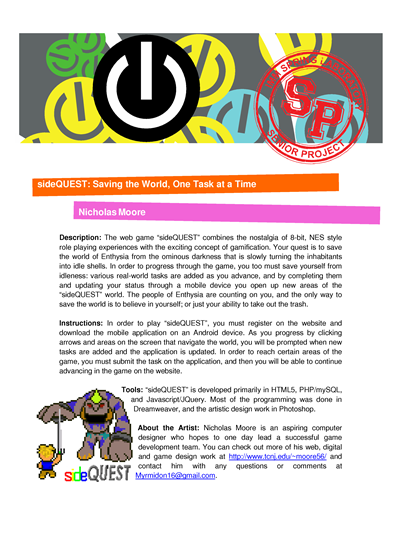 SP
SENIOR PROJECT
sideQUEST: Saving the World, One Task at a Time
Nicholas Moore
Description: The web game “sideQUEST” combines the nostalgia of 8-bit, NES style
role playing experiences with the exciting concept of gamification. Your quest is to save
the world of Enthysia from the ominous darkness that is slowly turning the inhabitants
into idle shells. In order to progress through the game, you too must save yourself from
idleness: various real-world tasks are added as you advance, and by completing them
and updating your status through a mobile device you open up new areas of the
“sideQUEST” world. The people of Enthysia are counting on you, and the only way to
save the world is to believe in yourself; or just your ability to take out the trash.
Instructions: In order to play “sideQUEST”, you must register on the website and
download the mobile application on an Android device. As you progress by clicking
arrows and areas on the screen that navigate the world, you will be prompted when new
tasks are added and the application is updated. In order to reach certain areas of the
game, you must submit the task on the application, and then you will be able to continue
advancing in the game on the website.
Tools: “sideQUEST” is developed primarily in HTML5, PHP/mySQL,
and Javascript/JQuery. Most of the programming was done in
Dreamweaver, and the artistic design work in Photoshop.
About the Artist: Nicholas Moore is an aspiring computer
designer who hopes to one day lead a successful game
development team. You can check out more of his web, digital
and game design work at http://www.tcnj.edu/~moore56/ and
contact him with any questions or comments at
Myrmidon16@gmail.com.
sideQUEST